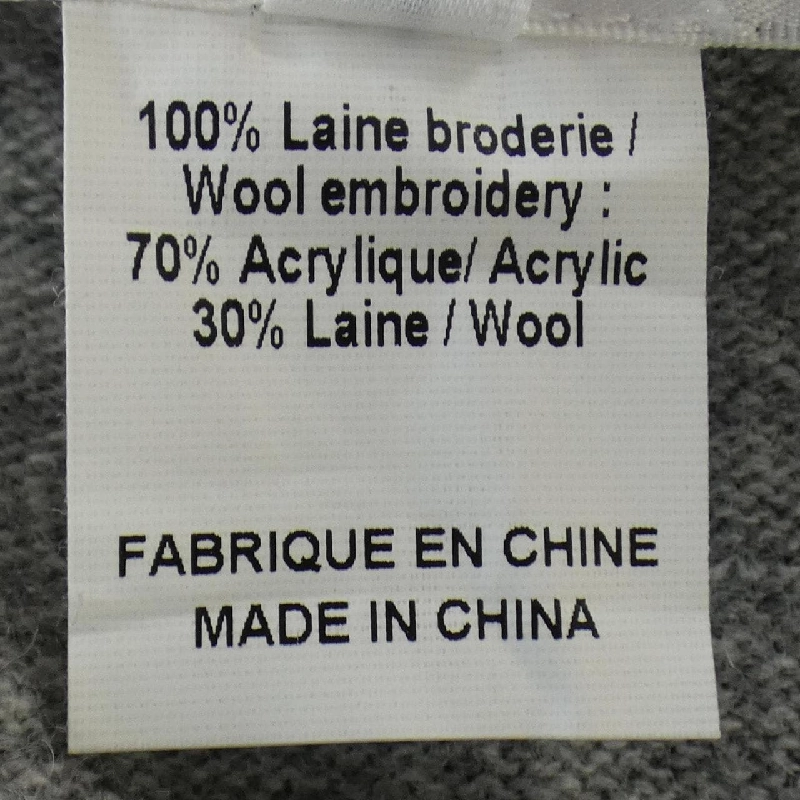 100% Laine broderie /
Wool embroidery :
70% Acrylique/ Acrylic
30% Laine / Wool
FABRIQUE EN CHINE
MADE IN CHINA